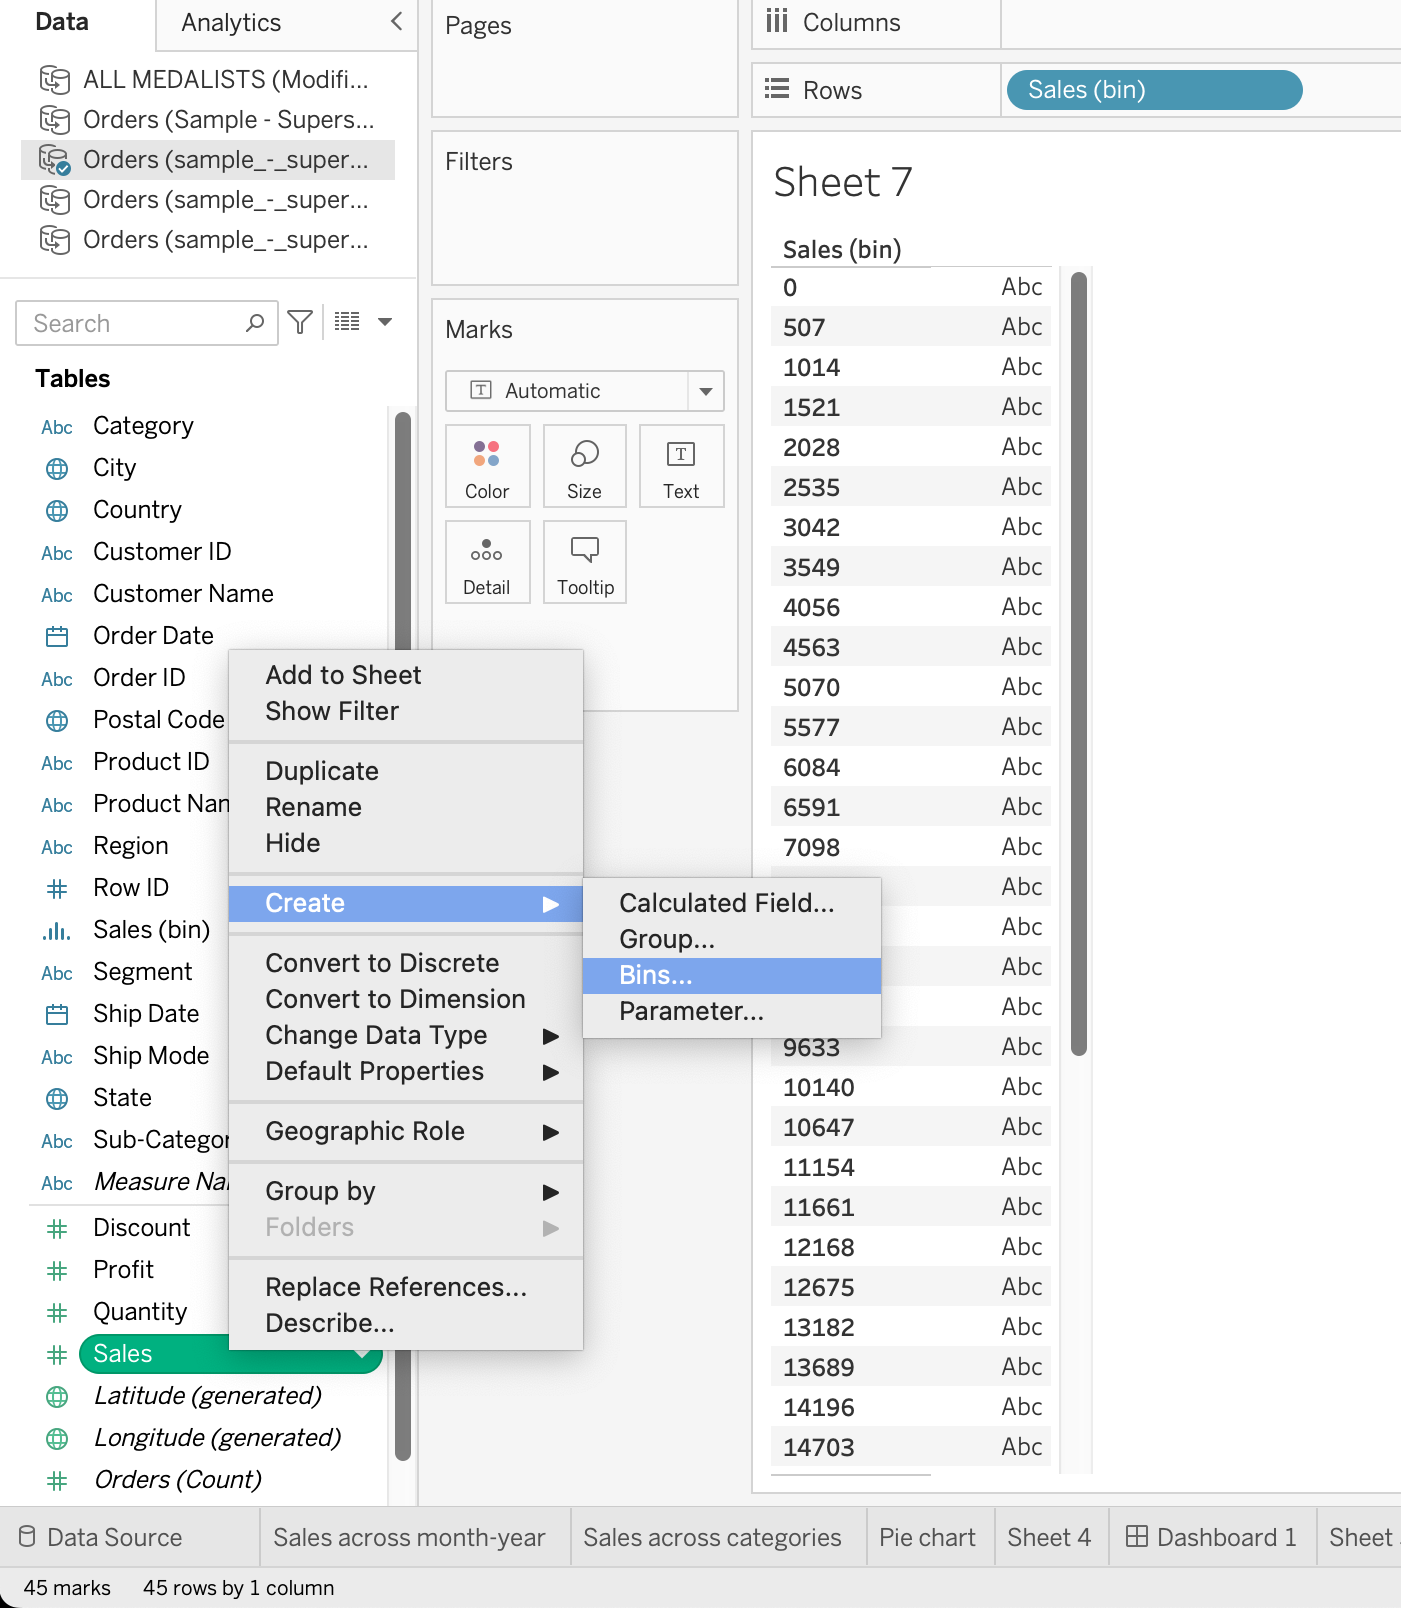 Data
Analytics
ALL MEDALISTS (Modifi...
Orders (Sample - Supers...
Orders (sample_-_super...
Orders (sample_-_super...
Orders (sample_-_super...
Search
Tables
Abc Category
City
Country
Abc Customer ID
Abc Customer Name
Order Date
Abc Order ID
Postal Code
Abc Product ID
Abc Product Nan
Abc Region
Row ID
Sales (bin)
Abc Segment
Ship Date
Abc Ship Mode
State
Abc Sub-Categor
Abc Measure Na
Discount
Profit
Quantity
Sales
Latitude (generated)
Longitude (generated)
Orders (Count)
Add to Sheet
Show Filter
Duplicate
Rename
Hide
Create
Convert to Discrete
Convert to Dimension
Change Data Type
Default Properties
Geographic Role
Group by
Folders
Replace References...
Describe...
Calculated Field...
Group...
Bins...
Parameter...
Pages
Filters
Marks
T Automatic
Color
Size
T
Text
Detail
Tooltip
Columns
Rows
Sales (bin)
Sheet 7
Sales (bin)
0 Abc
507 Abc
1014 Abc
1521 Abc
2028 Abc
2535 Abc
3042 Abc
3549 Abc
4056 Abc
4563 Abc
5070 Abc
5577 Abc
6084 Abc
6591 Abc
7098 Abc
Abc
Abc
Abc
Abc
9633 Abc
10140 Abc
10647 Abc
11154 Abc
11661 Abc
12168 Abc
12675 Abc
13182 Abc
13689 Abc
14196 Abc
14703 Abc
Data Source
Sales across month-year
Sales across categories
Pie chart
Sheet 4
Dashboard 1
Sheet
45 marks
45 rows by 1 column